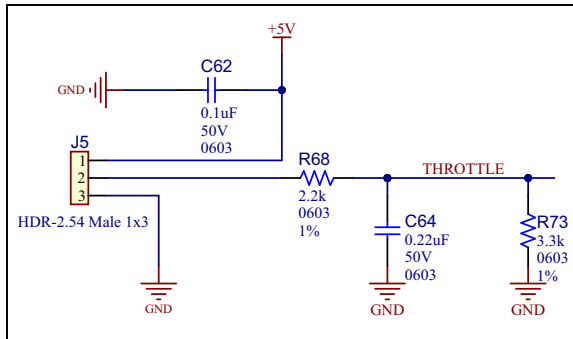 +5V
C62
GND
0.1uF
50V
0603
J5
1
2
3
HDR-2.54 Male 1x3
GND
R68
2.2k
0603
1%
THROTTLE
C64
0.22uF
50V
0603
GND
R73
3.3k
0603
1%
GND